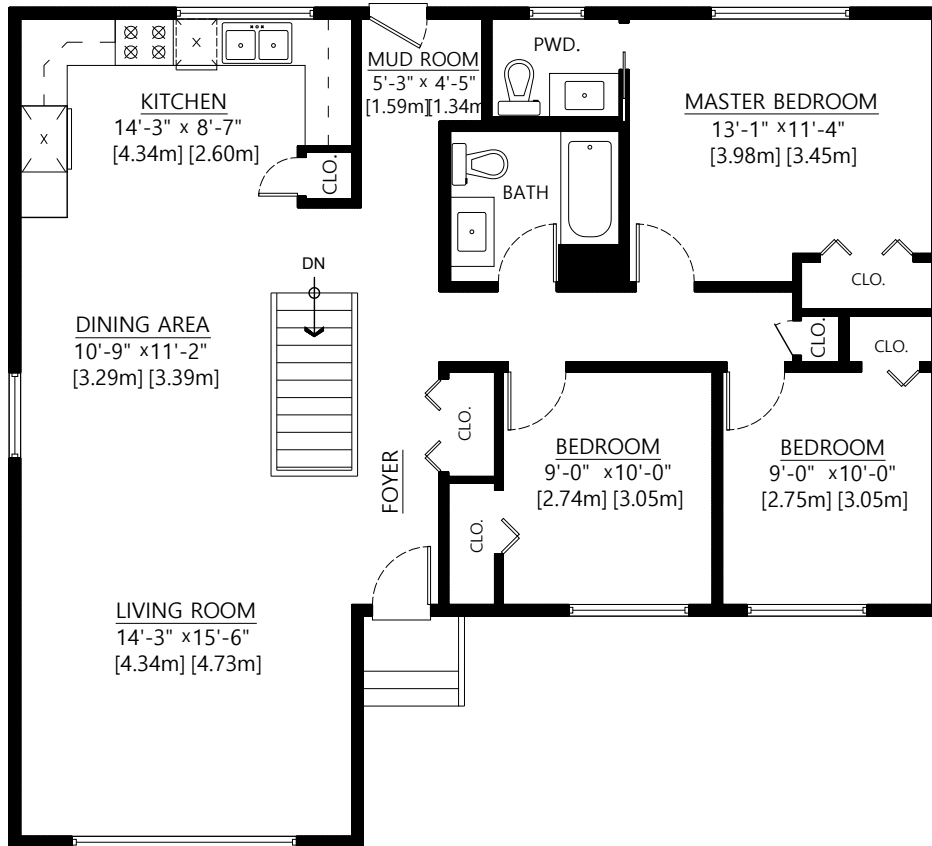 KITCHEN
14'-3" x 8'-7"
[4.34m] [2.60m]
CLO.
MUD ROOM
5'-3" x 4'-5"
[1.59m][1.34m
PWD.
BATH
MASTER BEDROOM
13'-1" x11'-4"
[3.98m] [3.45m]
CLO.
CLO.
CLO.
DN
DINING AREA
10'-9" x11'-2"
[3.29m] [3.39m]
FOYER
CLO.
CLO.
BEDROOM
9'-0" x10'-0"
[2.74m] [3.05m]
BEDROOM
9'-0" x10'-0"
[2.75m] [3.05m]
LIVING ROOM
14'-3" x15'-6"
[4.34m] [4.73m]
X
X